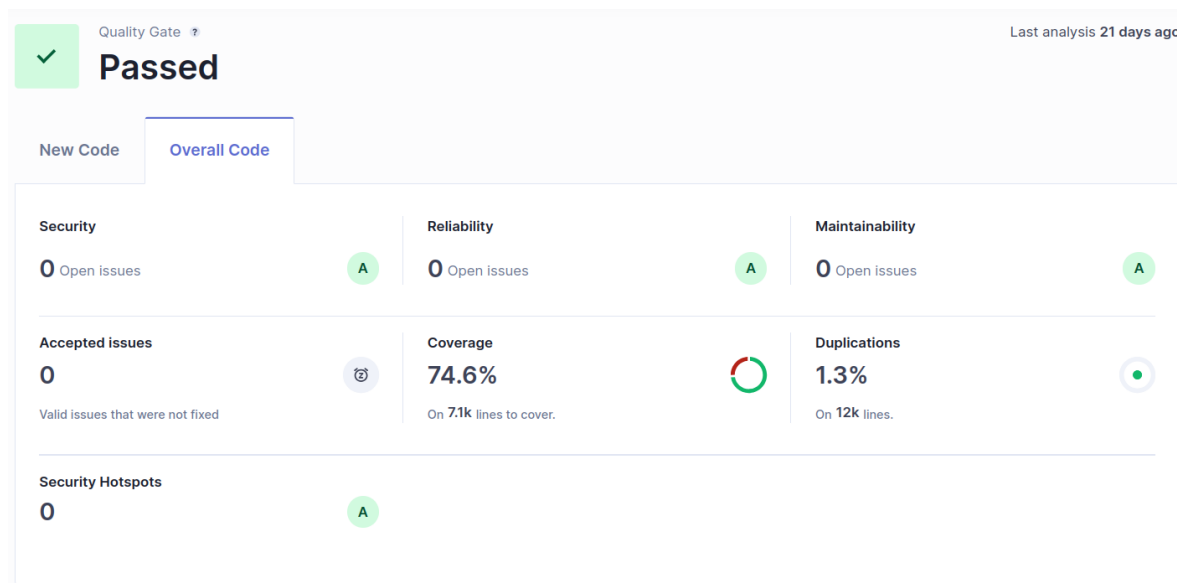 Quality Gate ?
Last analysis 21 days ago
Passed
New Code
Overall Code
Security
0 Open issues
A
Reliability
0 Open issues
A
Maintainability
0 Open issues
A
Accepted issues
0
Valid issues that were not fixed
Coverage
74.6%
On 7.1k lines to cover.
Duplications
1.3%
On 12k lines.
Security Hotspots
0
A